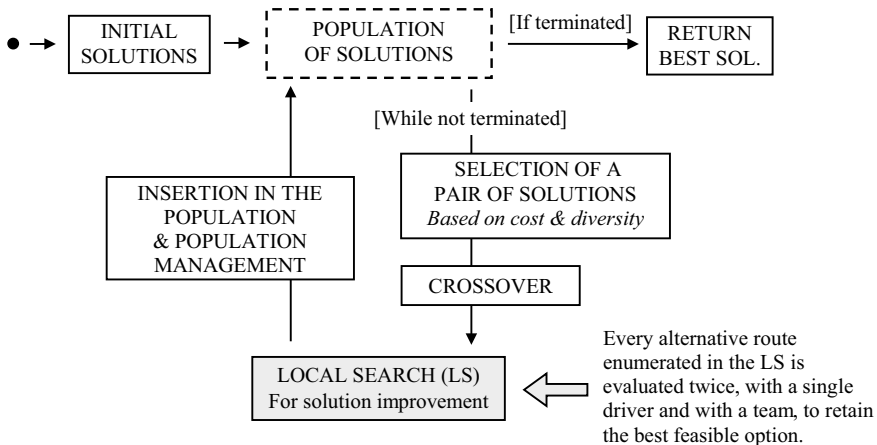 INITIAL
SOLUTIONS
POPULATION
OF SOLUTIONS
[If terminated]
RETURN
BEST SOL.
[While not terminated]
SELECTION OF A
PAIR OF SOLUTIONS
Based on cost & diversity
INSERTION IN THE
POPULATION
& POPULATION
MANAGEMENT
CROSSOVER
LOCAL SEARCH (LS)
For solution improvement
Every alternative route
enumerated in the LS is
evaluated twice, with a single
driver and with a team, to retain
the best feasible option.